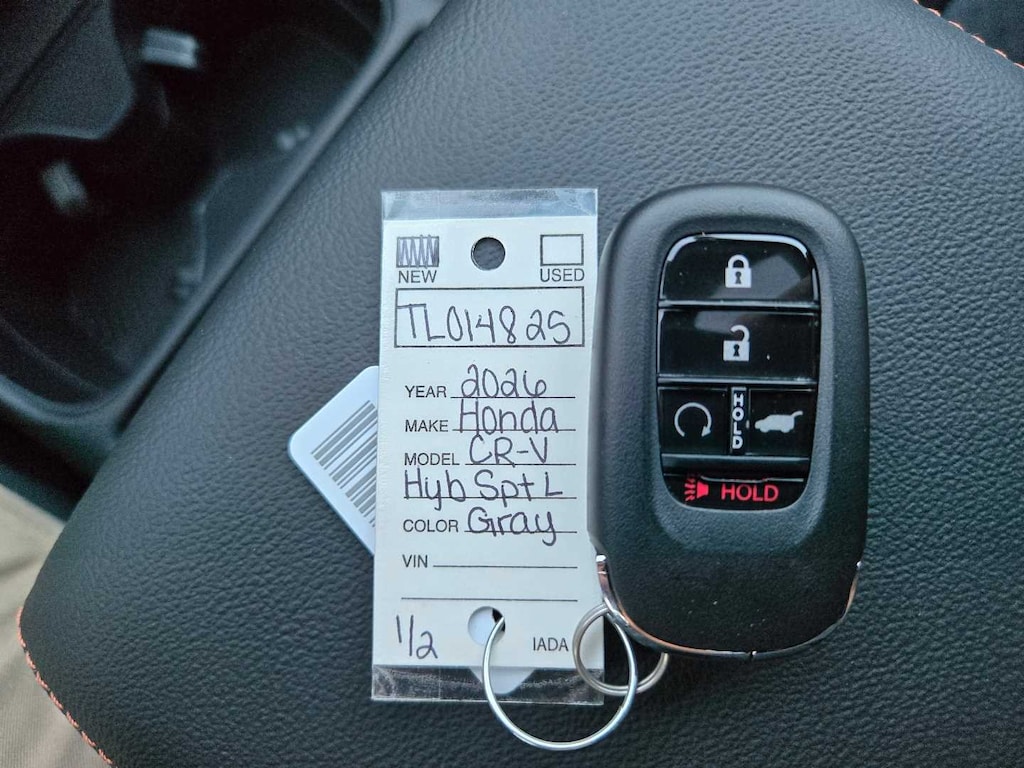 NEW USED
TL014825
YEAR 2026
MAKE Honda
MODEL CR-V
Hyb Spt L
COLOR Gray
VIN
1/2
IADA
HOLD
HOLD